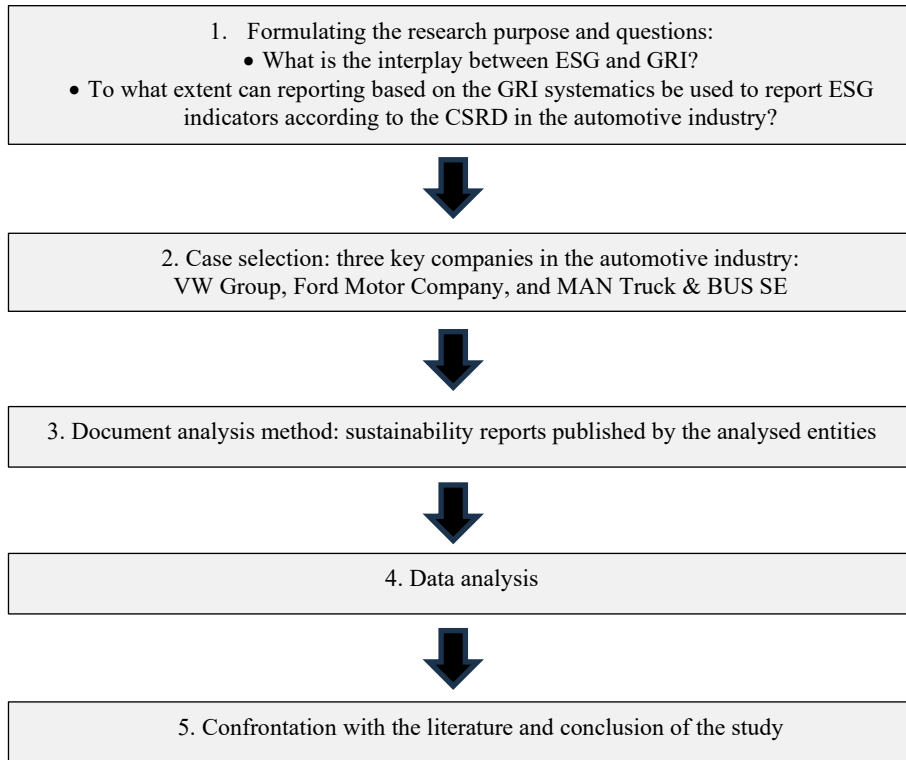 1. Formulating the research purpose and questions:
• What is the interplay between ESG and GRI?
• To what extent can reporting based on the GRI systematics be used to report ESG
indicators according to the CSRD in the automotive industry?
2. Case selection: three key companies in the automotive industry:
VW Group, Ford Motor Company, and MAN Truck & BUS SE
3. Document analysis method: sustainability reports published by the analysed entities
4. Data analysis
5. Confrontation with the literature and conclusion of the study